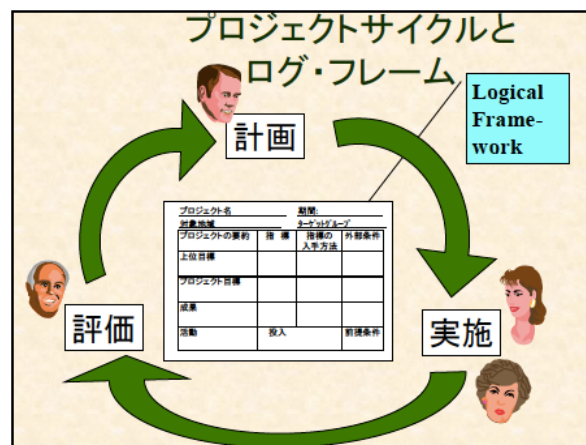 プロジェクトサイクルと
ログ・フレーム
Logical
Frame-
work
計画
プロジェクト名
期間:
対象地域
ターゲットグループ
プロジェクトの要約
指 標
指標の
入手方法
外部条件
上位目標
プロジェクト目標
成果
活動
投入
前提条件
評価
実施